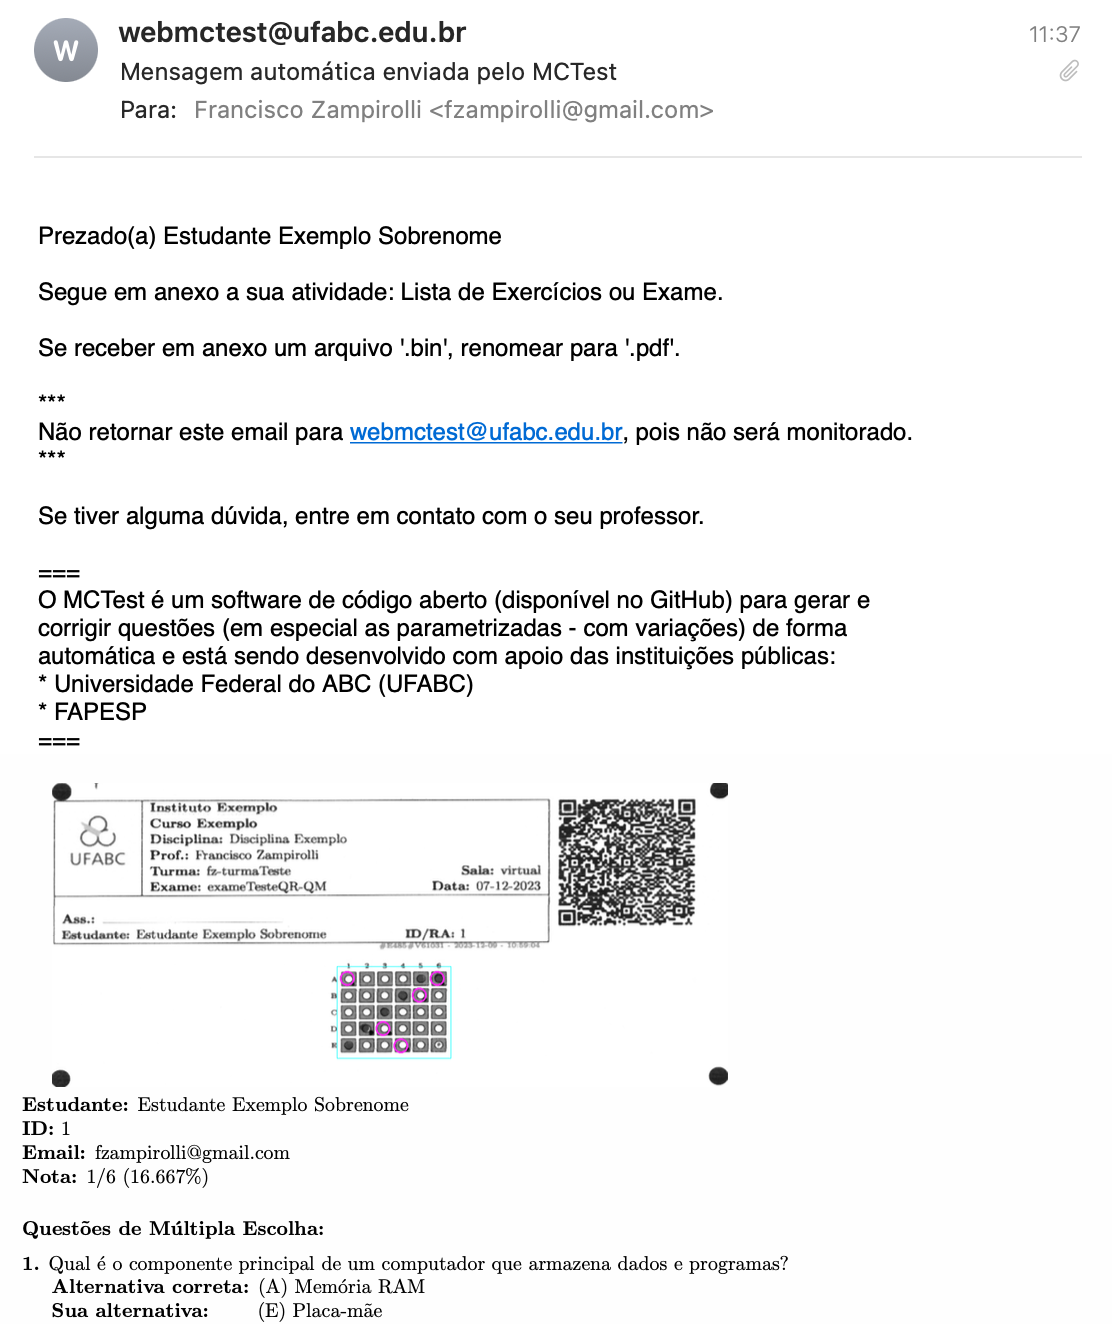 webmctest@ufabc.edu.br
11:37
W
Mensagem automática enviada pelo MCTest
Para: Francisco Zampirolli <fzampirolli@gmail.com>
Prezado(a) Estudante Exemplo Sobrenome
Segue em anexo a sua atividade: Lista de Exercícios ou Exame.
Se receber em anexo um arquivo '.bin', renomear para '.pdf'.
***
Não retornar este email para webmctest@ufabc.edu.br, pois não será monitorado.
***
Se tiver alguma dúvida, entre em contato com o seu professor.
===
O MCTest é um software de código aberto (disponível no GitHub) para gerar e
corrigir questões (em especial as parametrizadas - com variações) de forma
automática e está sendo desenvolvido com apoio das instituições públicas:
* Universidade Federal do ABC (UFABC)
* FAPESP
===
UFABC
Instituto Exemplo
Curso Exemplo
Disciplina: Disciplina Exemplo
Prof.: Francisco Zampirolli
Turma: fz-turmaTeste
Sala: virtual
Exame: exameTesteQR-QM
Data: 07-12-2023
Ass.:
Estudante: Estudante Exemplo Sobrenome
ID/RA: 1
1 2 3 4 5 6
A
B
C
D
E
Estudante: Estudante Exemplo Sobrenome
ID: 1
Email: fzampirolli@gmail.com
Nota: 1/6 (16.667%)
Questões de Múltipla Escolha:
1. Qual é o componente principal de um computador que armazena dados e programas?
Alternativa correta: (A) Memória RAM
Sua alternativa: (E) Placa-mãe